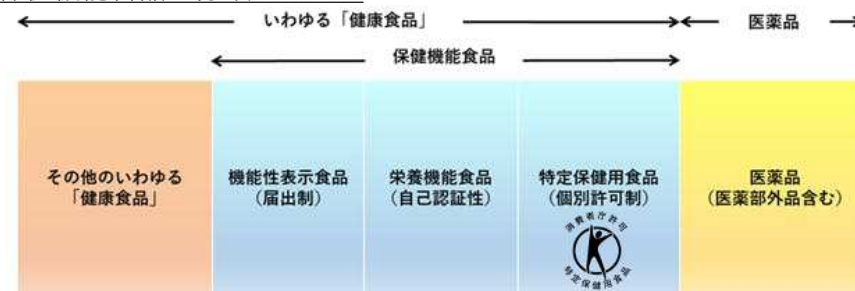 いわゆる「健康食品」
医薬品
保健機能食品
その他のいわゆる
「健康食品」
機能性表示食品
(届出制)
栄養機能食品
(自己認証性)
特定保健用食品
(個別許可制)
消費者庁許可
特定保健用食品
医薬品
(医薬部外品含む)